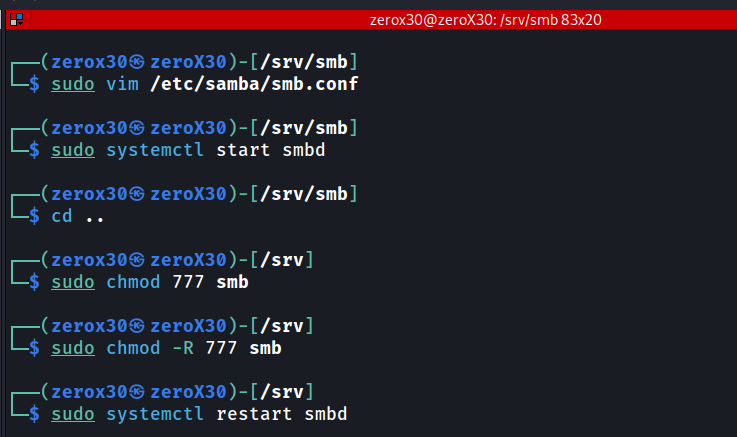 zerox30@zeroX30: /srv/smb 83x20
┌──(zerox30㉿zeroX30)-[/srv/smb]
└─$ sudo vim /etc/samba/smb.conf
┌──(zerox30㉿zeroX30)-[/srv/smb]
└─$ sudo systemctl start smbd
┌──(zerox30㉿zeroX30)-[/srv/smb]
└─$ cd ..
┌──(zerox30㉿zeroX30)-[/srv]
└─$ sudo chmod 777 smb
┌──(zerox30㉿zeroX30)-[/srv]
└─$ sudo chmod -R 777 smb
┌──(zerox30㉿zeroX30)-[/srv]
└─$ sudo systemctl restart smbd